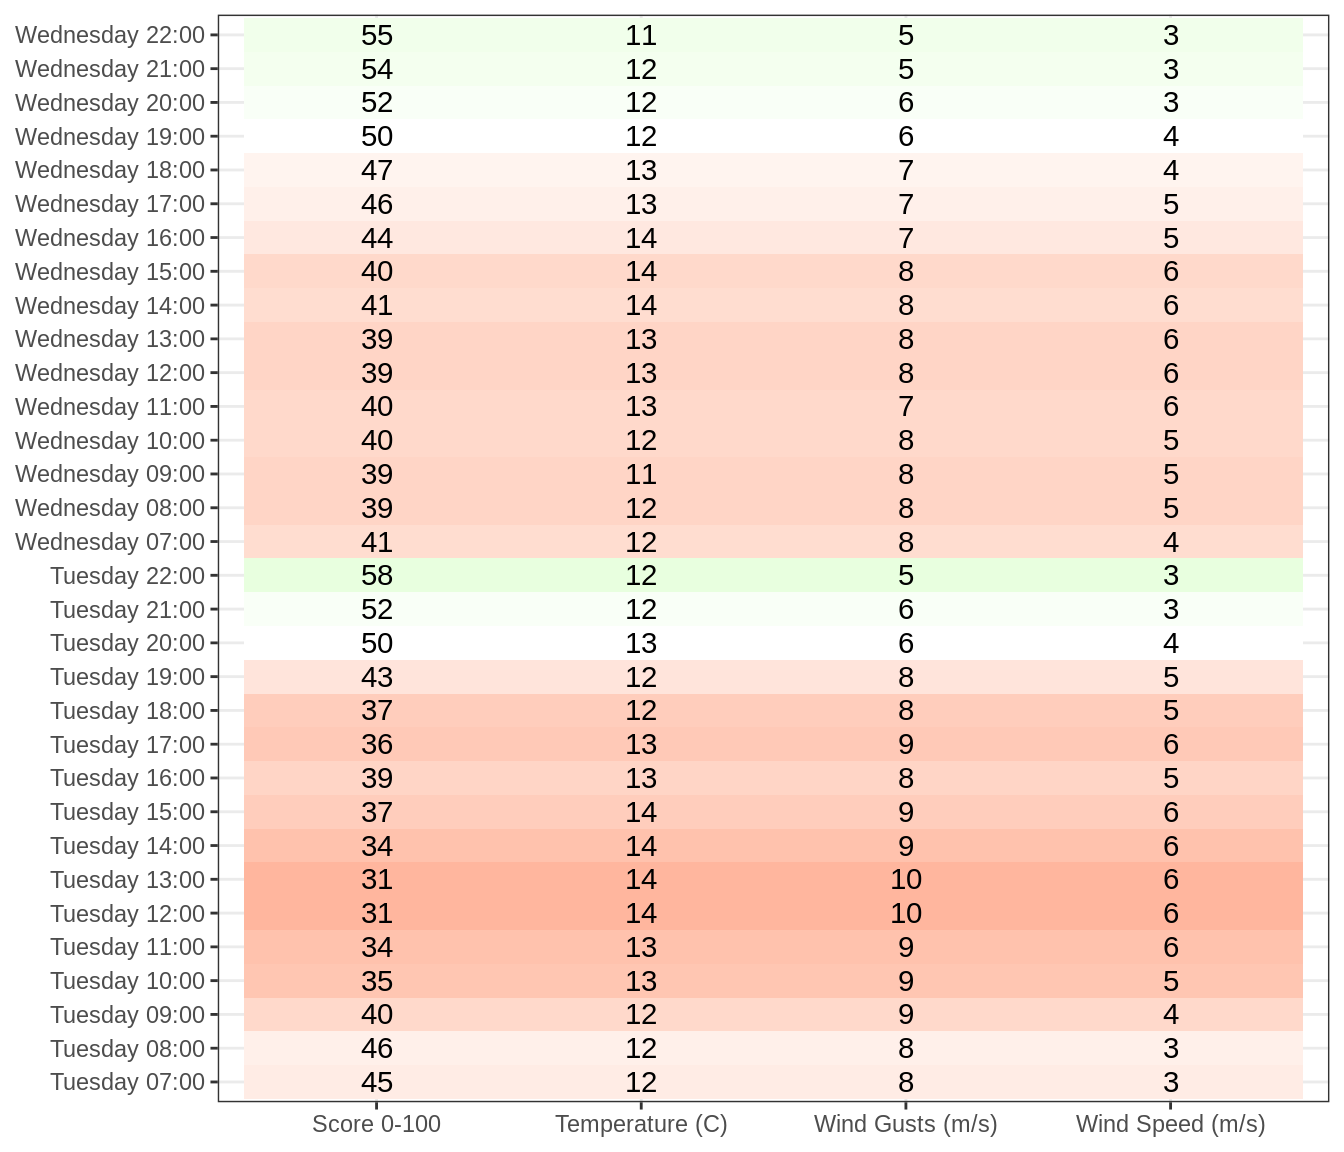 Wednesday 22:00 55 11 5 3
Wednesday 21:00 54 12 5 3
Wednesday 20:00 52 12 6 3
Wednesday 19:00 50 12 6 4
Wednesday 18:00 47 13 7 4
Wednesday 17:00 46 13 7 5
Wednesday 16:00 44 14 7 5
Wednesday 15:00 40 14 8 6
Wednesday 14:00 41 14 8 6
Wednesday 13:00 39 13 8 6
Wednesday 12:00 39 13 8 6
Wednesday 11:00 40 13 7 6
Wednesday 10:00 40 12 8 5
Wednesday 09:00 39 11 8 5
Wednesday 08:00 39 12 8 5
Wednesday 07:00 41 12 8 4
Tuesday 22:00 58 12 5 3
Tuesday 21:00 52 12 6 3
Tuesday 20:00 50 13 6 4
Tuesday 19:00 43 12 8 5
Tuesday 18:00 37 12 8 5
Tuesday 17:00 36 13 9 6
Tuesday 16:00 39 13 8 5
Tuesday 15:00 37 14 9 6
Tuesday 14:00 34 14 9 6
Tuesday 13:00 31 14 10 6
Tuesday 12:00 31 14 10 6
Tuesday 11:00 34 13 9 6
Tuesday 10:00 35 13 9 5
Tuesday 09:00 40 12 9 4
Tuesday 08:00 46 12 8 3
Tuesday 07:00 45 12 8 3
Score 0-100 Temperature (C) Wind Gusts (m/s) Wind Speed (m/s)